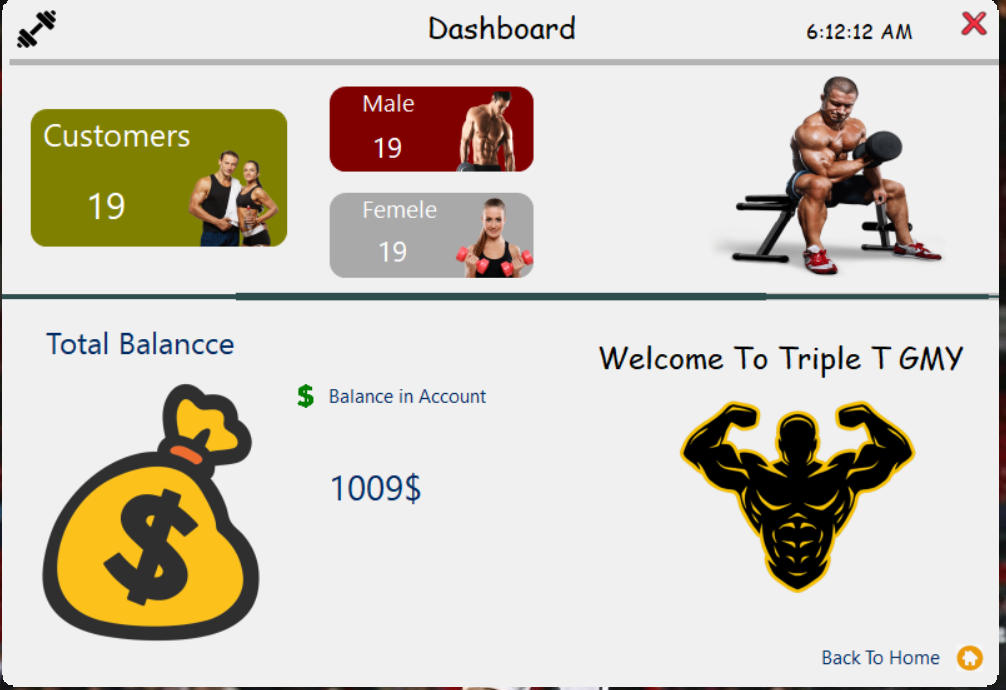 Dashboard
6:12:12 AM
Customers
19
Male
19
Femele
19
Total Balancce
$ Balance in Account
1009$
Welcome To Triple T GMY
$
Back To Home